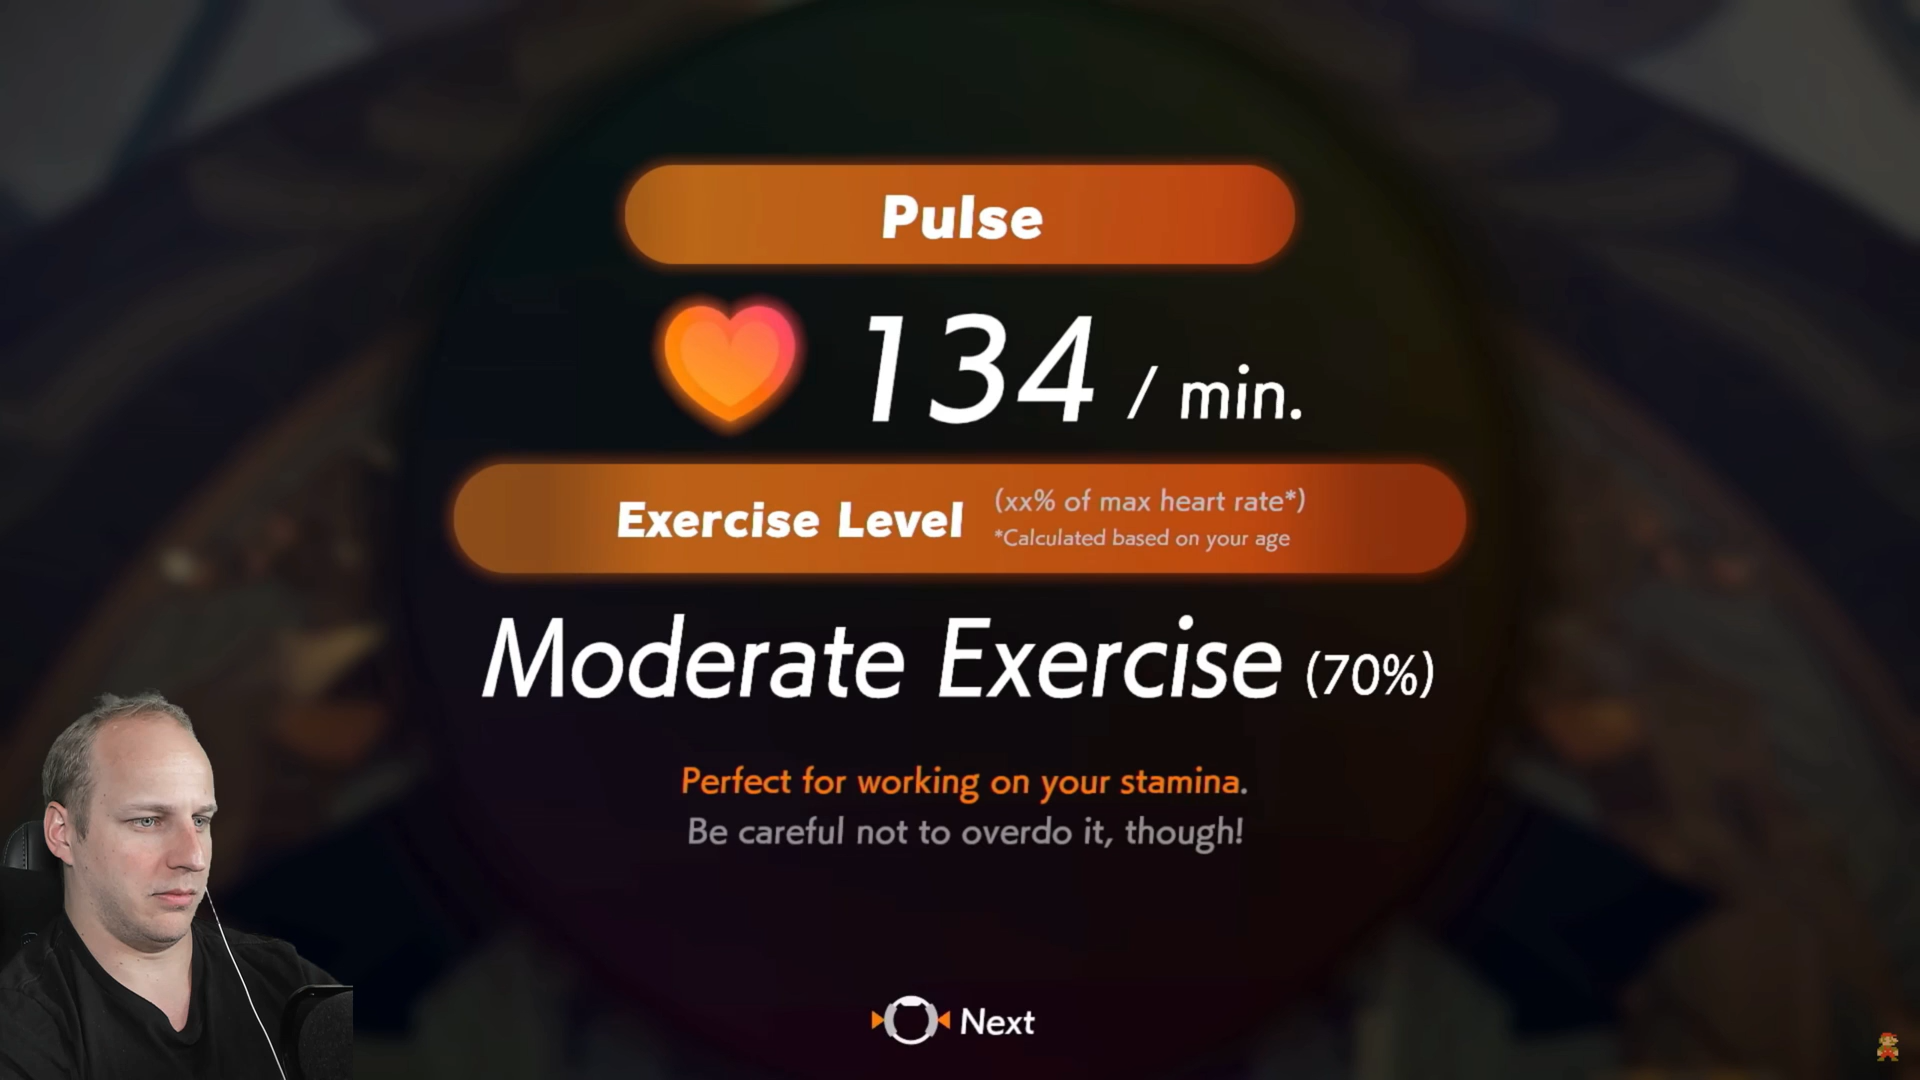 Pulse
134 / min.
Exercise Level (xx% of max heart rate*)
*Calculated based on your age
Moderate Exercise (70%)
Perfect for working on your stamina.
Be careful not to overdo it, though!
Next